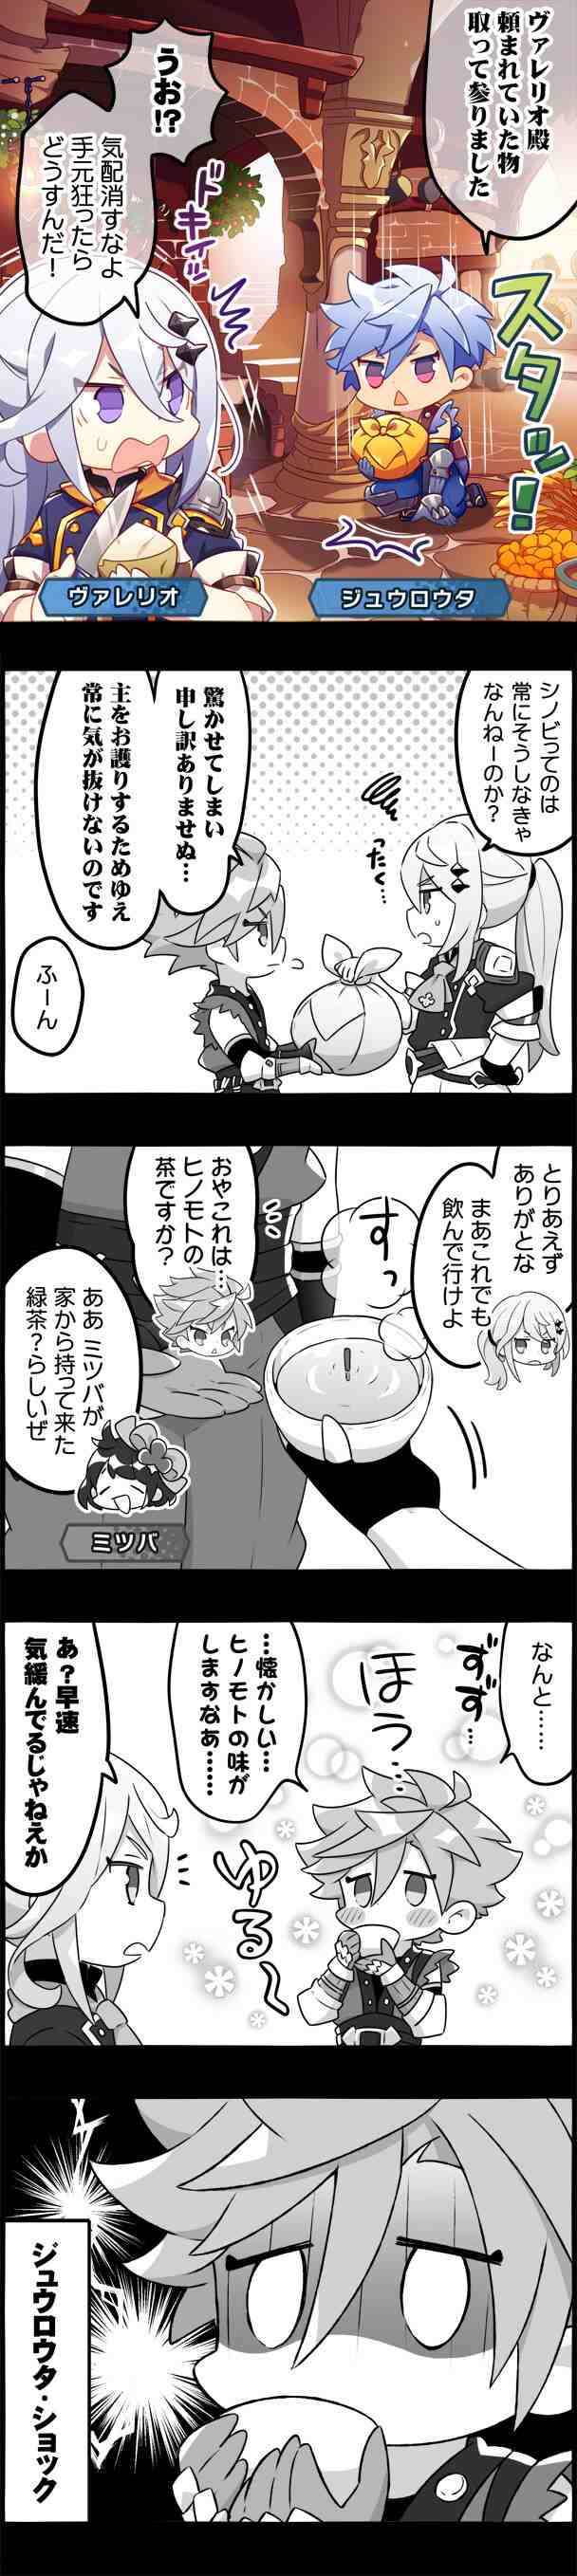 ヴァレリオ殿
頼まれていた物
取って参りました
スタッ!
うお!?
ドキィッ
気配消すなよ
手元狂ったら
どうすんだ!
ジュウロウタ
ヴァレリオ
シノビってのは
常にそうしなきゃ
なんねーのか?
ったく…
驚かせてしまい
申し訳ありませぬ…
主をお護りするためゆえ
常に気が抜けないのです
ふーん
とりあえず
ありがとな
まあこれでも
飲んで行けよ
すっ
おやこれは…
ヒノモトの
茶ですか?
ああ ミツバが
家から持って来た
緑茶?らしいぜ
ミツバ
なんと……
ずず…
ほう…
…懐かしい…
ヒノモトの味が
しますなあ……
ゆる〜
あ?早速
気緩んでるじゃねえか
ジュウロウタ・ショック